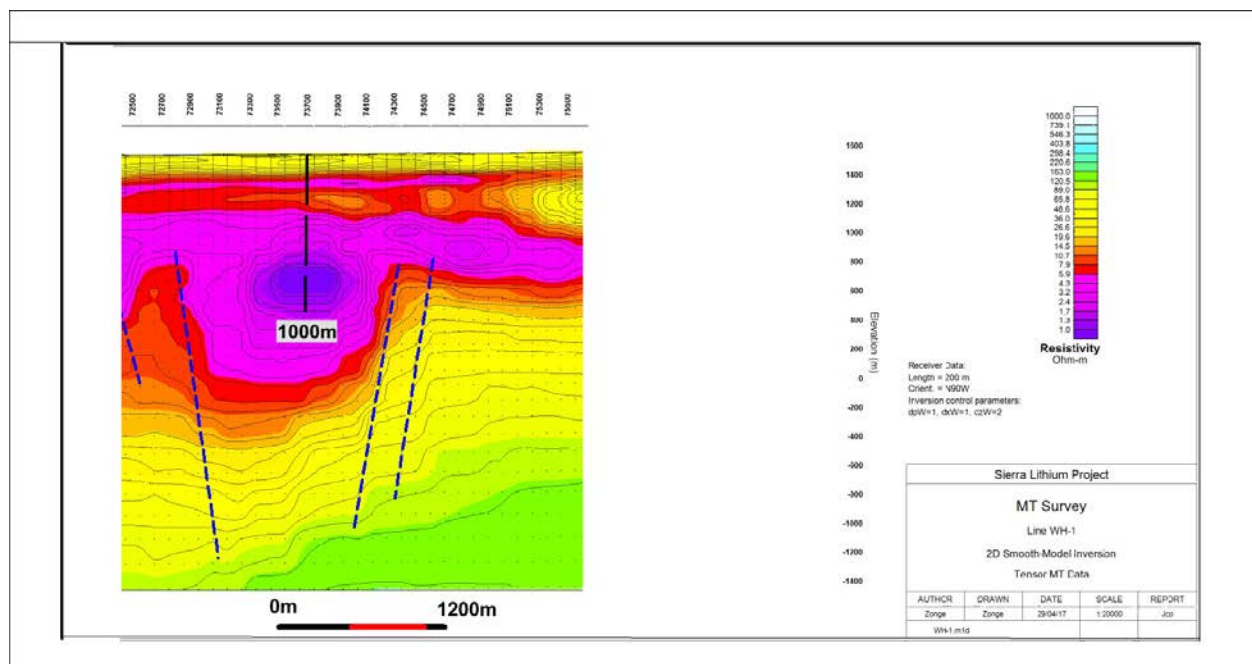 72500 72700 72900 73100 73300 73500 73700 73900 74100 74300 74500 74700 74900 75100 75300 75500
1000m
0m 1200m
1600
1400
1200
1000
800
600
400
200
0
-200
-400
-600
-800
-1000
-1200
-1400
Elevation (m)
1000.0
739.1
546.3
403.8
298.4
220.6
163.0
120.5
89.0
65.8
48.6
36.0
26.6
19.6
14.5
10.7
7.9
5.9
4.3
3.2
2.4
1.7
1.3
1.0
Resistivity
Ohm-m
Receiver Data:
Length = 200 m
Orient. = N90W
Inversion control parameters:
Sierra Lithium Project
MT Survey
Line WH-1
2D Smooth-Model Inversion
Tensor MT Data
AUTHOR DRAWN DATE SCALE REPORT
Zonge Zonge 29/04/17 1:20000 Jco
WH-1.m1d